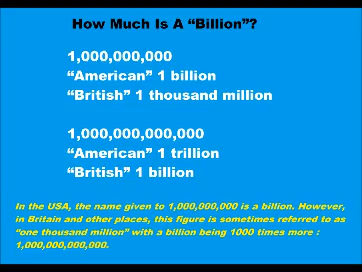 How Much Is A “Billion”?
1,000,000,000
“American” 1 billion
“British” 1 thousand million
1,000,000,000,000
“American” 1 trillion
“British” 1 billion
In the USA, the name given to 1,000,000,000 is a billion. However,
in Britain and other places, this figure is sometimes referred to as
“one thousand million” with a billion being 1000 times more :
1,000,000,000,000.